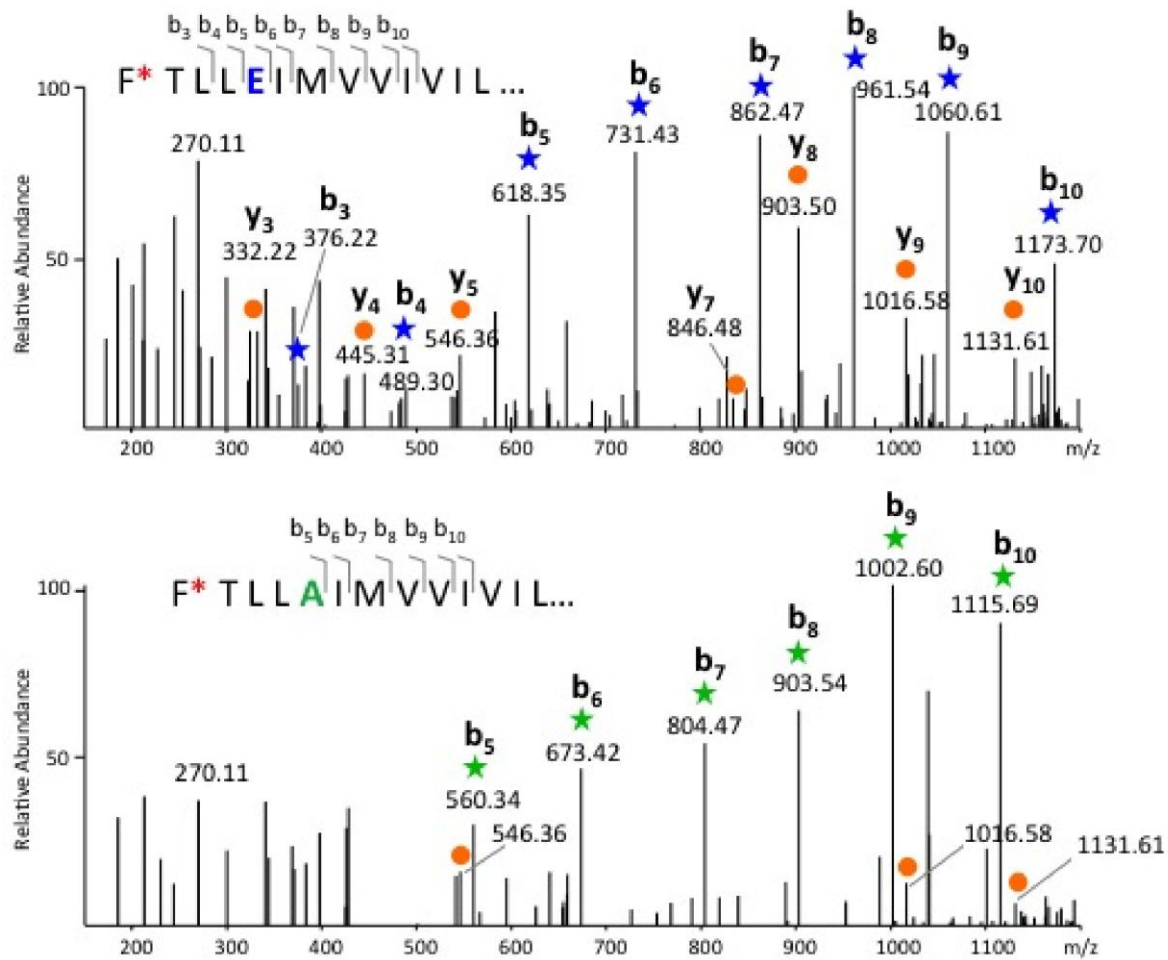 b3 b4 b5 b6 b7 b8 b9 b10
F* T L L E I M V V I V I L ...
100
50
Relative Abundance
270.11
y3
332.22
b3
376.22
y4
445.31
b4
489.30
y5
546.36
b5
618.35
b6
731.43
y7
846.48
b7
862.47
y8
903.50
b8
961.54
b9
1060.61
y9
1016.58
y10
1131.61
b10
1173.70
200 300 400 500 600 700 800 900 1000 1100 m/z
b5 b6 b7 b8 b9 b10
F* T L L A I M V V I V I L...
100
50
Relative Abundance
270.11
b5
560.34
546.36
b6
673.42
b7
804.47
b8
903.54
b9
1002.60
b10
1115.69
1016.58
1131.61
200 300 400 500 600 700 800 900 1000 1100 m/z